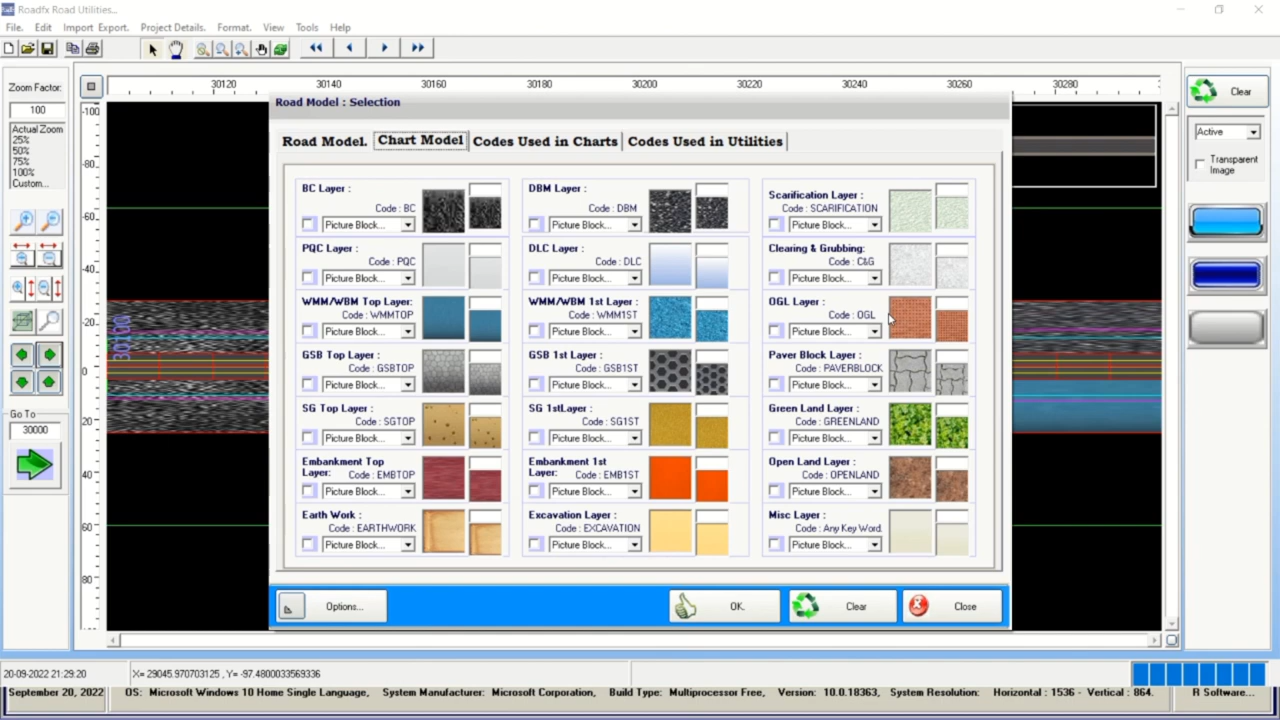 Roadfx Road Utilities...
File. Edit Import Export. Project Details. Format. View Tools Help
Zoom Factor:
100
Actual Zoom
25%
50%
75%
100%
Custom...
Go To
30000
30120 30140 30160 30180 30200 30220 30240 30260 30280
-100
-80
-60
-40
-20
0
20
40
60
80
30100
Road Model : Selection
Road Model. Chart Model Codes Used in Charts Codes Used in Utilities
BC Layer :
Code : BC
Picture Block...
DBM Layer :
Code : DBM
Picture Block...
Scarification Layer :
Code : SCARIFICATION
Picture Block...
PQC Layer :
Code : PQC
Picture Block...
DLC Layer :
Code : DLC
Picture Block...
Clearing & Grubbing:
Code : C&G
Picture Block...
WMM/WBM Top Layer:
Code : WMMTOP
Picture Block...
WMM/WBM 1st Layer :
Code : WMM1ST
Picture Block...
OGL Layer :
Code : OGL
Picture Block...
GSB Top Layer :
Code : GSBTOP
Picture Block...
GSB 1st Layer :
Code : GSB1ST
Picture Block...
Paver Block Layer :
Code : PAVERBLOCK
Picture Block...
SG Top Layer :
Code : SGTOP
Picture Block...
SG 1stLayer :
Code : SG1ST
Picture Block...
Green Land Layer :
Code : GREENLAND
Picture Block...
Embankment Top
Layer: Code : EMBTOP
Picture Block...
Embankment 1st
Layer: Code : EMB1ST
Picture Block...
Open Land Layer :
Code : OPENLAND
Picture Block...
Earth Work :
Code : EARTHWORK
Picture Block...
Excavation Layer :
Code : EXCAVATION
Picture Block...
Misc Layer :
Code : Any Key Word.
Picture Block...
Options... OK. Clear Close
Clear
Active
Transparent
Image
20-09-2022 21:29:20 X= 29045.970703125 , Y= -97.4800033569336
September 20, 2022 OS: Microsoft Windows 10 Home Single Language, System Manufacturer: Microsoft Corporation, Build Type: Multiprocessor Free, Version: 10.0.18363, System Resolution: Horizontal : 1536 - Vertical : 864. R Software...